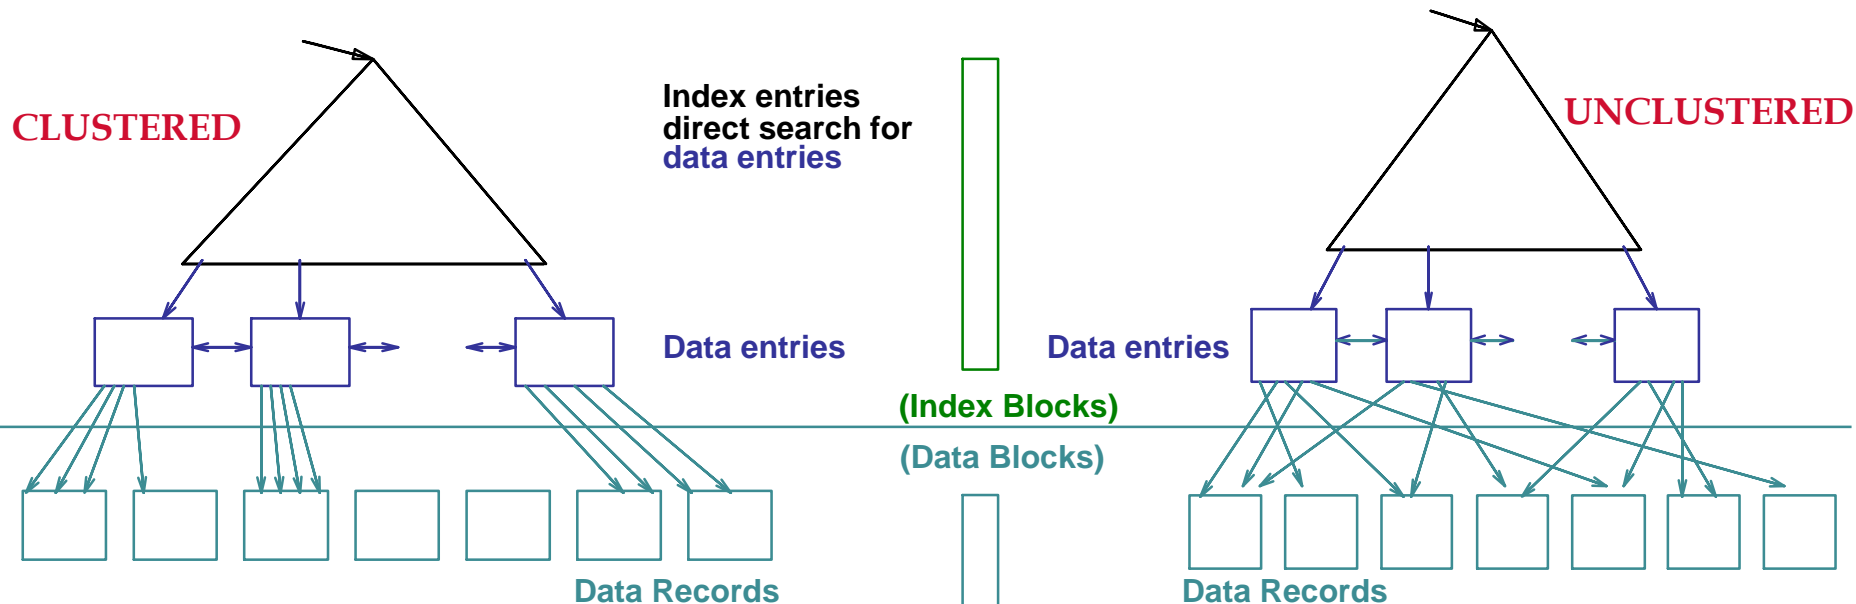 CLUSTERED
Index entries
direct search for
data entries
UNCLUSTERED
Data entries
Data entries
(Index Blocks)
(Data Blocks)
Data Records
Data Records